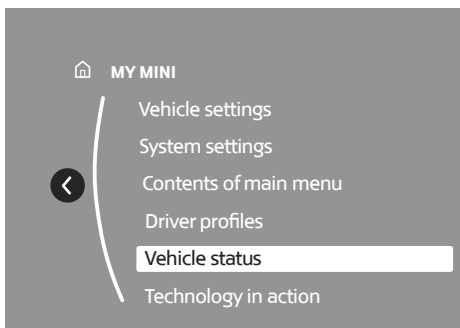 MY MINI
Vehicle settings
System settings
Contents of main menu
Driver profiles
Vehicle status
Technology in action